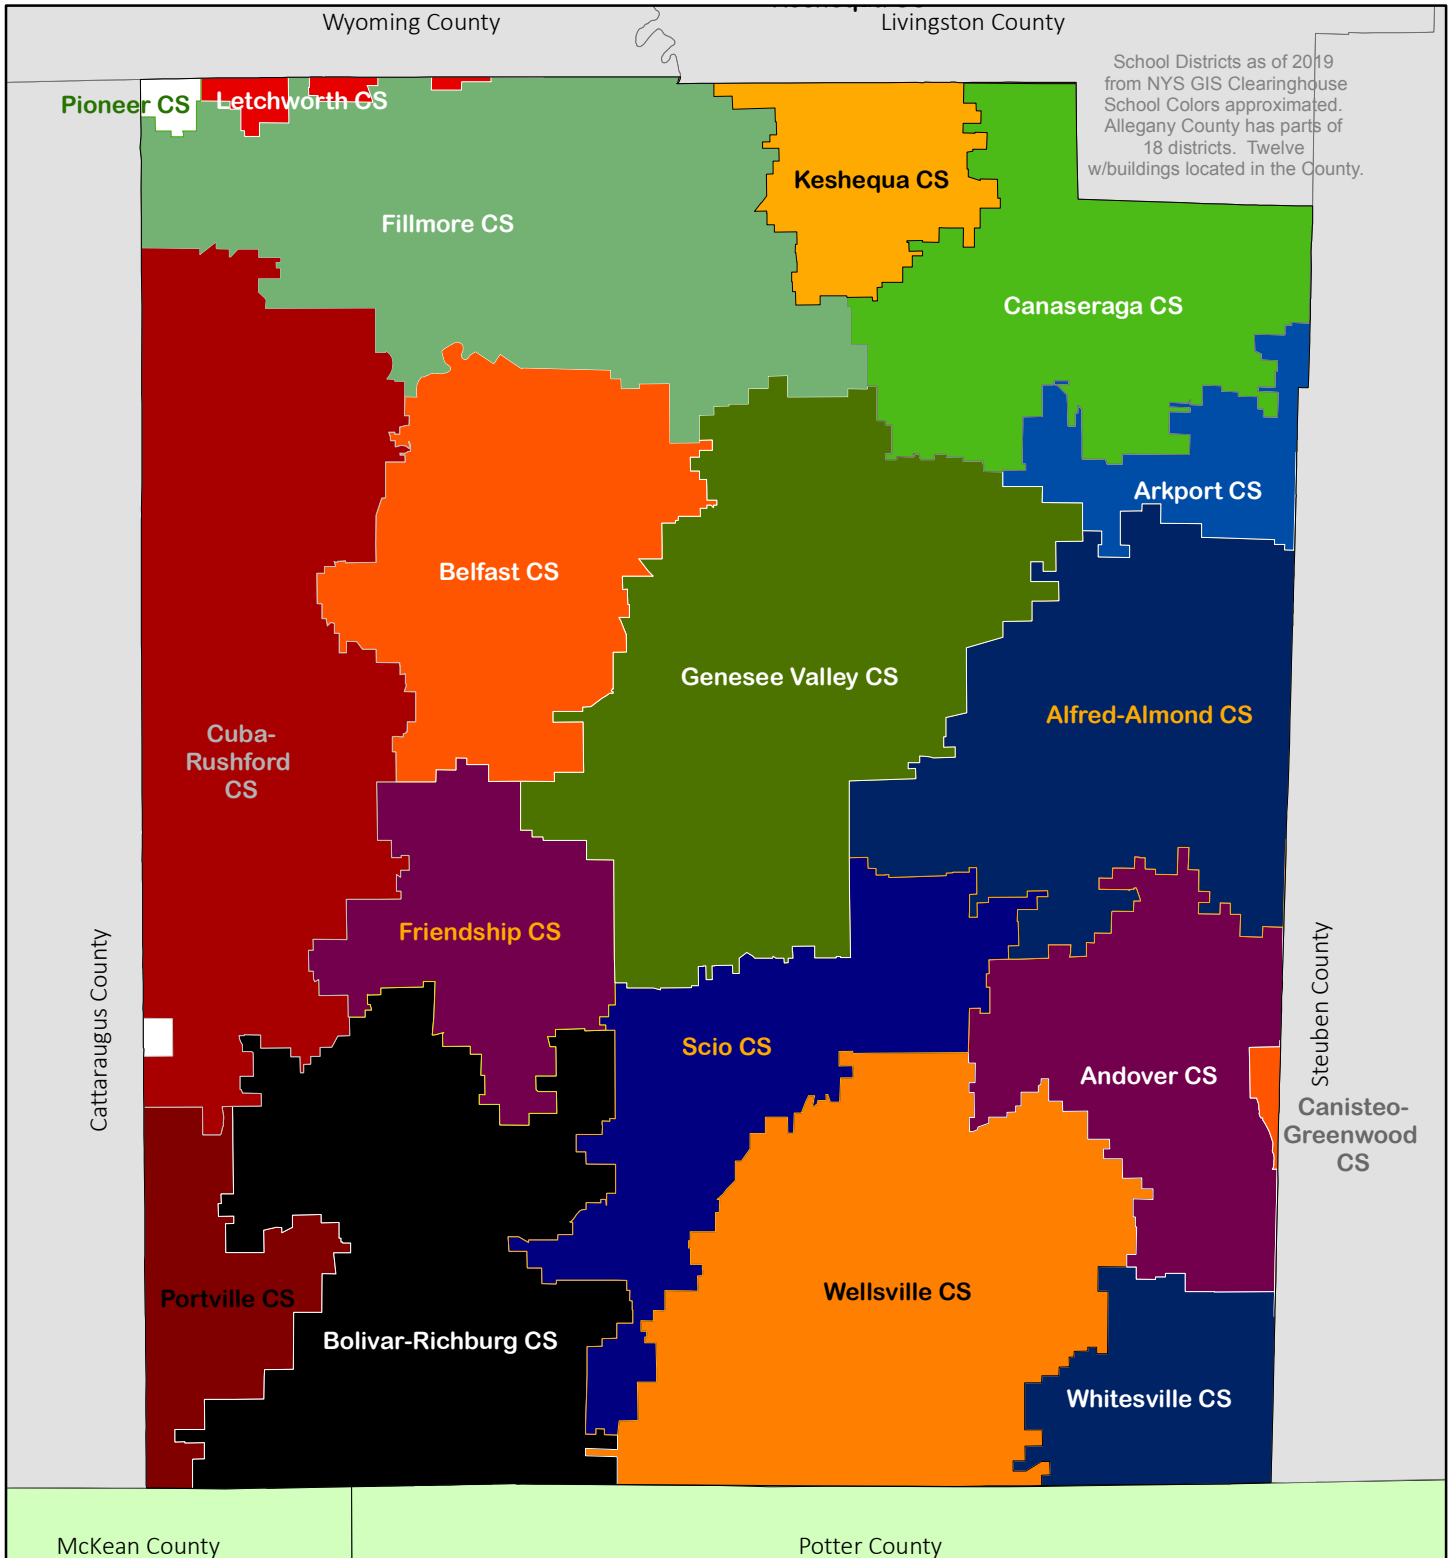 Wyoming County
Livingston County
School Districts as of 2019
from NYS GIS Clearinghouse
School Colors approximated.
Allegany County has parts of
18 districts. Twelve
w/buildings located in the County.
Pioneer CS
Letchworth CS
Keshequa CS
Fillmore CS
Canaseraga CS
Arkport CS
Belfast CS
Genesee Valley CS
Alfred-Almond CS
Cuba-
Rushford
CS
Friendship CS
Cattaraugus County
Steuben County
Scio CS
Andover CS
Canisteo-
Greenwood
CS
Portville CS
Wellsville CS
Bolivar-Richburg CS
Whitesville CS
McKean County
Potter County